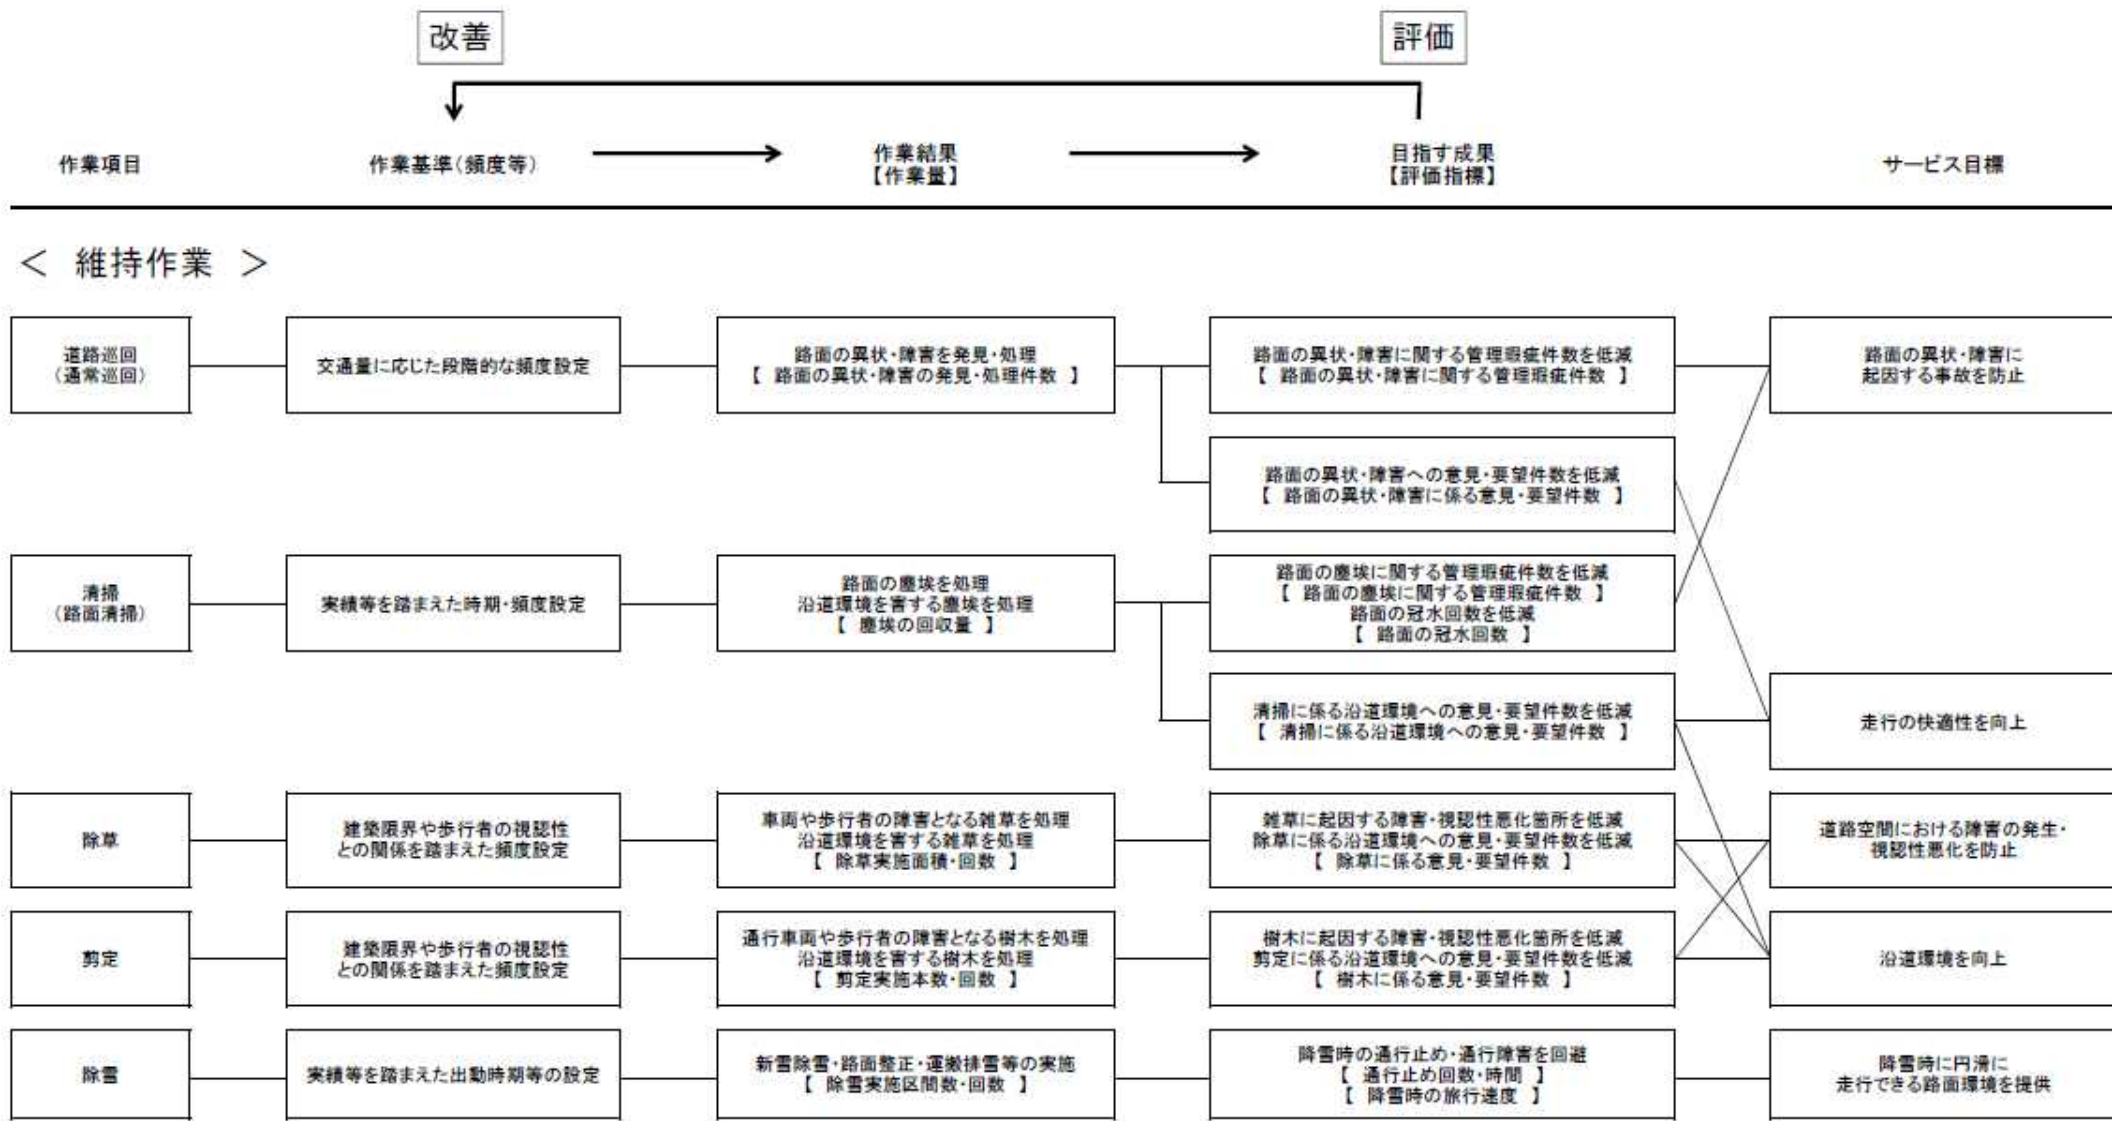 改善
評価
作業項目
作業基準(頻度等)
作業結果
【作業量】
目指す成果
【評価指標】
サービス目標
＜ 維持作業 ＞
道路巡回
（通常巡回）
交通量に応じた段階的な頻度設定
路面の異状・障害を発見・処理
【 路面の異状・障害の発見・処理件数 】
路面の異状・障害に関する管理瑕疵件数を低減
【 路面の異状・障害に関する管理瑕疵件数 】
路面の異状・障害に
起因する事故を防止
路面の異状・障害への意見・要望件数を低減
【 路面の異状・障害に係る意見・要望件数 】
清掃
（路面清掃）
実績等を踏まえた時期・頻度設定
路面の塵埃を処理
沿道環境を害する塵埃を処理
【 塵埃の回収量 】
路面の塵埃に関する管理瑕疵件数を低減
【 路面の塵埃に関する管理瑕疵件数 】
路面の冠水回数を低減
【 路面の冠水回数 】
清掃に係る沿道環境への意見・要望件数を低減
【 清掃に係る沿道環境への意見・要望件数 】
走行の快適性を向上
除草
建築限界や歩行者の視認性
との関係を踏まえた頻度設定
車両や歩行者の障害となる雑草を処理
沿道環境を害する雑草を処理
【 除草実施面積・回数 】
雑草に起因する障害・視認性悪化箇所を低減
除草に係る沿道環境への意見・要望件数を低減
【 除草に係る意見・要望件数 】
道路空間における障害の発生・
視認性悪化を防止
剪定
建築限界や歩行者の視認性
との関係を踏まえた頻度設定
通行車両や歩行者の障害となる樹木を処理
沿道環境を害する樹木を処理
【 剪定実施本数・回数 】
樹木に起因する障害・視認性悪化箇所を低減
剪定に係る沿道環境への意見・要望件数を低減
【 樹木に係る意見・要望件数 】
沿道環境を向上
除雪
実績等を踏まえた出動時期等の設定
新雪除雪・路面整正・運搬排雪等の実施
【 除雪実施区間数・回数 】
降雪時の通行止め・通行障害を回避
【 通行止め回数・時間 】
【 降雪時の旅行速度 】
降雪時に円滑に
走行できる路面環境を提供